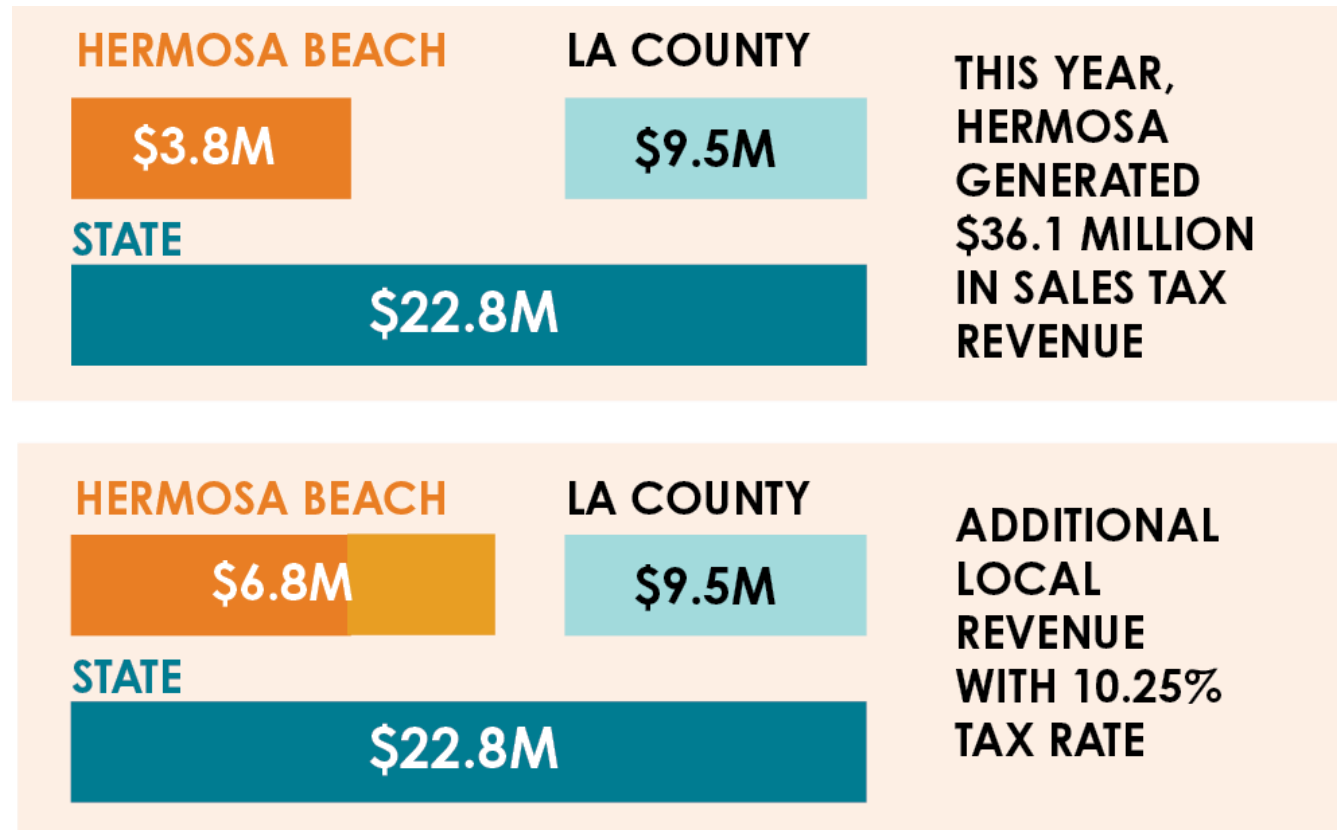 HERMOSA BEACH
$3.8M
LA COUNTY
$9.5M
STATE
$22.8M
THIS YEAR,
HERMOSA
GENERATED
$36.1 MILLION
IN SALES TAX
REVENUE
HERMOSA BEACH
$6.8M
LA COUNTY
$9.5M
STATE
$22.8M
ADDITIONAL
LOCAL
REVENUE
WITH 10.25%
TAX RATE